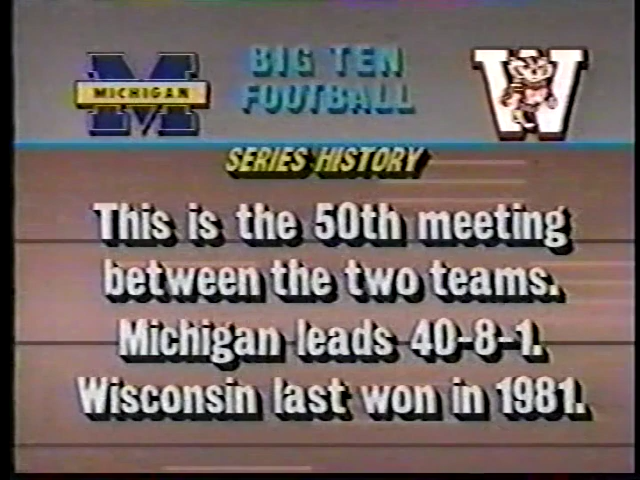 MICHIGAN
BIG TEN
FOOTBALL
W
SERIES HISTORY
This is the 50th meeting
between the two teams.
Michigan leads 40-8-1.
Wisconsin last won in 1981.